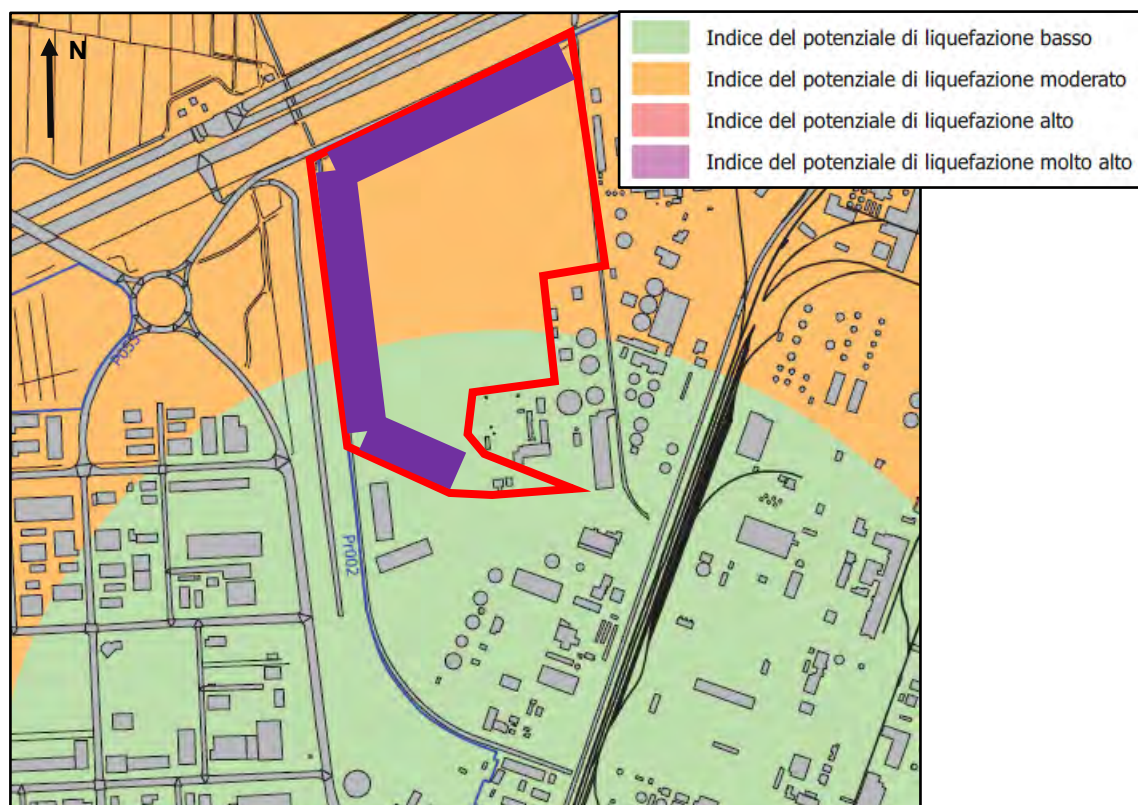 N
Indice del potenziale di liquefazione basso
Indice del potenziale di liquefazione moderato
Indice del potenziale di liquefazione alto
Indice del potenziale di liquefazione molto alto
P055
Pr002